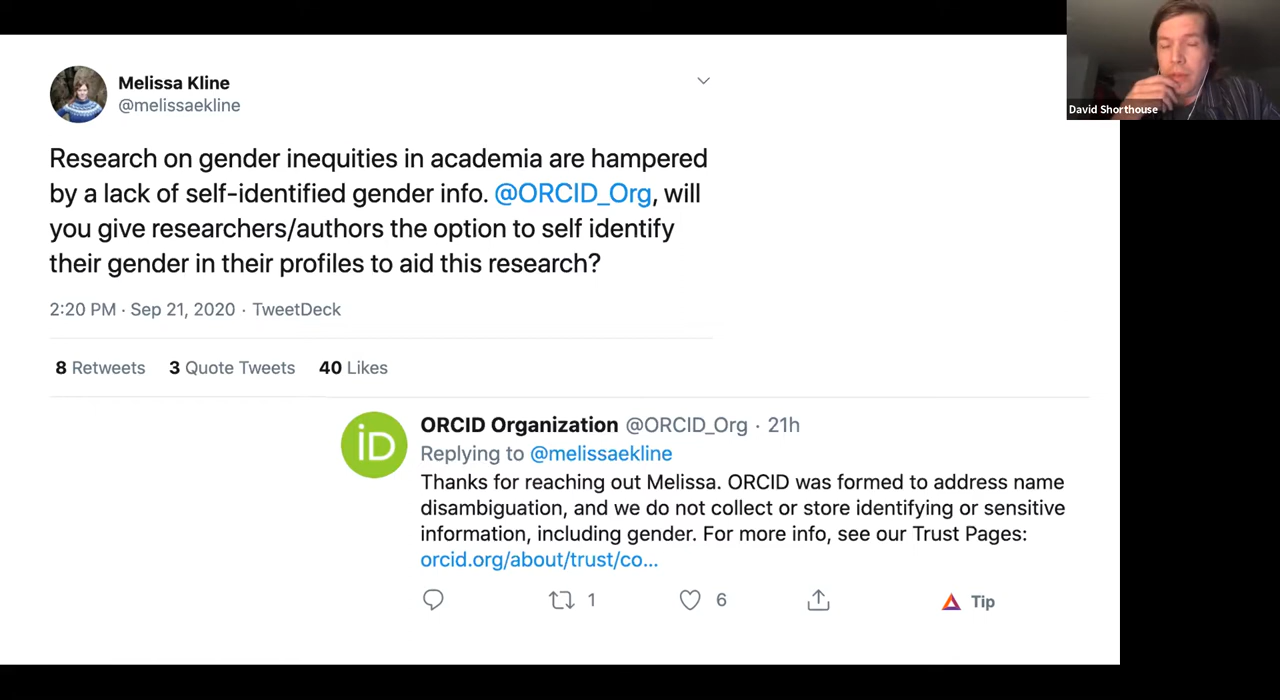 Melissa Kline
@melissaekline
Research on gender inequities in academia are hampered
by a lack of self-identified gender info. @ORCID_Org, will
you give researchers/authors the option to self identify
their gender in their profiles to aid this research?
2:20 PM · Sep 21, 2020 · TweetDeck
8 Retweets 3 Quote Tweets 40 Likes
iD
ORCID Organization @ORCID_Org · 21h
Replying to @melissaekline
Thanks for reaching out Melissa. ORCID was formed to address name
disambiguation, and we do not collect or store identifying or sensitive
information, including gender. For more info, see our Trust Pages:
orcid.org/about/trust/co...
1 6 Tip
David Shorthouse